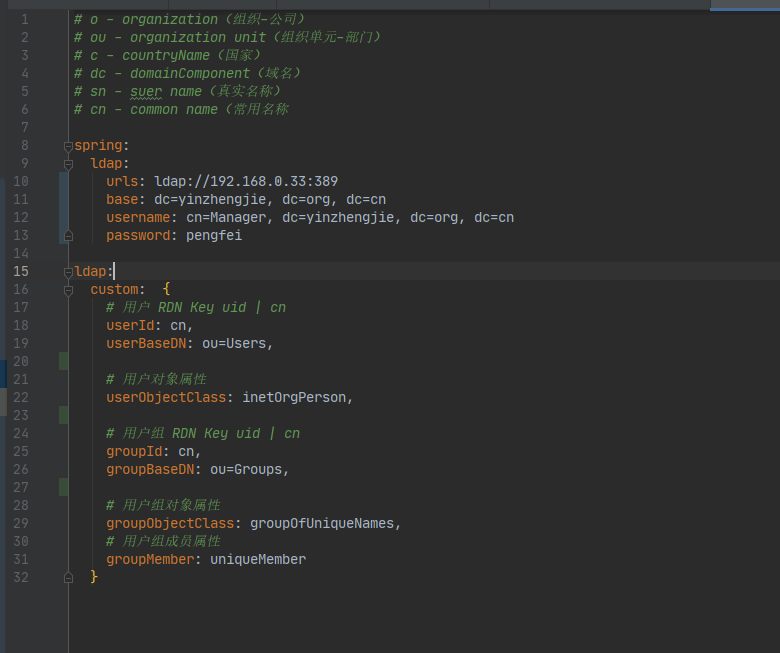 1 # o - organization（组织-公司）
2 # ou - organization unit（组织单元-部门）
3 # c - countryName（国家）
4 # dc - domainComponent（域名）
5 # sn - suer name（真实名称）
6 # cn - common name（常用名称
7
8 spring:
9 ldap:
10 urls: ldap://192.168.0.33:389
11 base: dc=yinzhengjie, dc=org, dc=cn
12 username: cn=Manager, dc=yinzhengjie, dc=org, dc=cn
13 password: pengfei
14
15 ldap:
16 custom: {
17 # 用户 RDN Key uid | cn
18 userId: cn,
19 userBaseDN: ou=Users,
20
21 # 用户对象属性
22 userObjectClass: inetOrgPerson,
23
24 # 用户组 RDN Key uid | cn
25 groupId: cn,
26 groupBaseDN: ou=Groups,
27
28 # 用户组对象属性
29 groupObjectClass: groupOfUniqueNames,
30 # 用户组成员属性
31 groupMember: uniqueMember
32 }